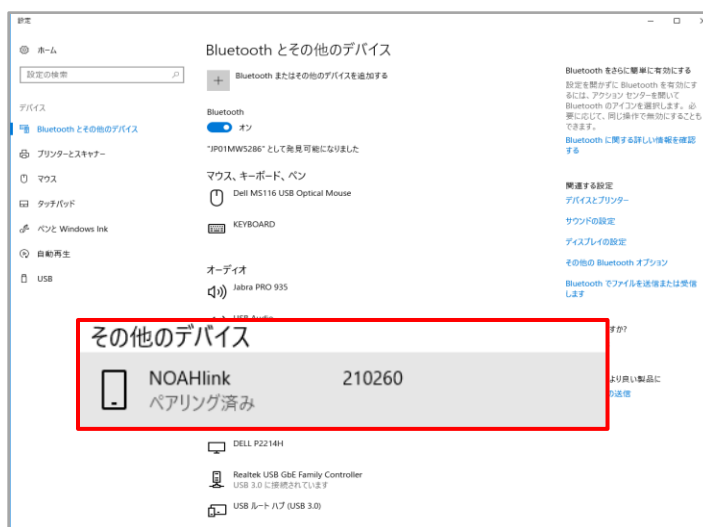 設定
ホーム
設定の検索
デバイス
Bluetooth とその他のデバイス
プリンターとスキャナー
マウス
タッチパッド
ペンと Windows Ink
自動再生
USB
Bluetooth とその他のデバイス
Bluetooth またはその他のデバイスを追加する
Bluetooth
オン
"JP01MW5286" として発見可能になりました
マウス、キーボード、ペン
Dell MS116 USB Optical Mouse
KEYBOARD
オーディオ
Jabra PRO 935
USB Audio
その他のデバイス
NOAHlink 210260
ペアリング済み
DELL P2214H
Realtek USB GbE Family Controller
USB 3.0 に接続されています
USB ルート ハブ (USB 3.0)
Bluetooth をさらに簡単に有効にする
設定を開かずに Bluetooth を有効にす
るには、アクション センターを開いて
Bluetooth のアイコンを選択します。必
要に応じて、同じ操作で無効にすることも
できます。
Bluetooth に関する詳しい情報を確認
する
関連する設定
デバイスとプリンター
サウンドの設定
ディスプレイの設定
その他の Bluetooth オプション
Bluetooth でファイルを送信または受信
します
すか?
より良い製品に
の送信